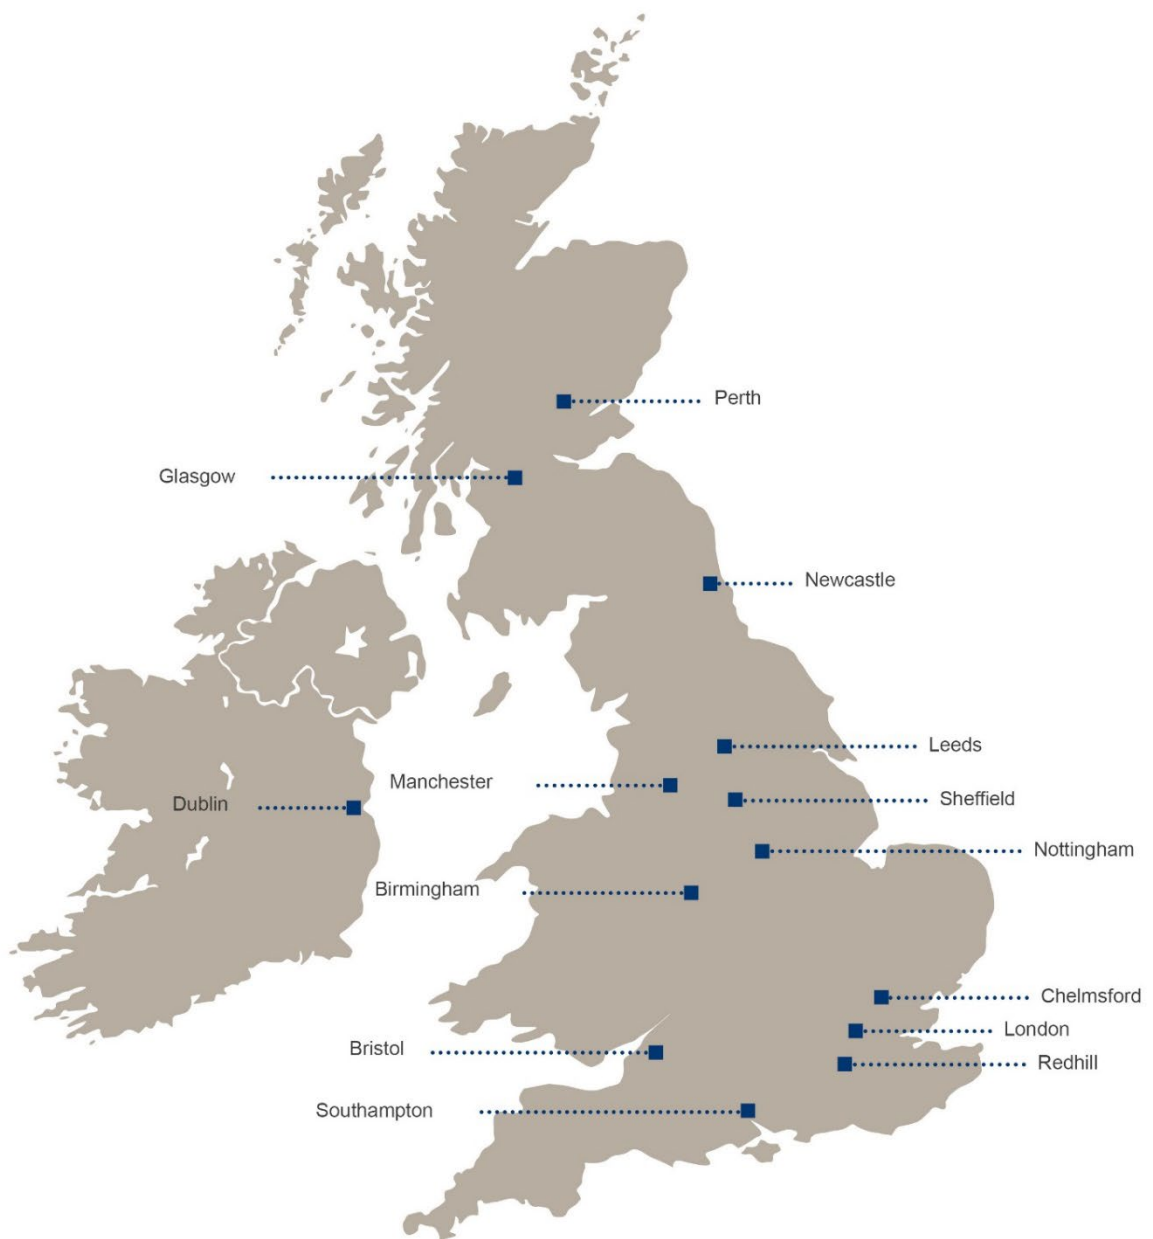 Perth
Glasgow
Newcastle
Leeds
Manchester
Sheffield
Dublin
Nottingham
Birmingham
Chelmsford
London
Bristol
Redhill
Southampton